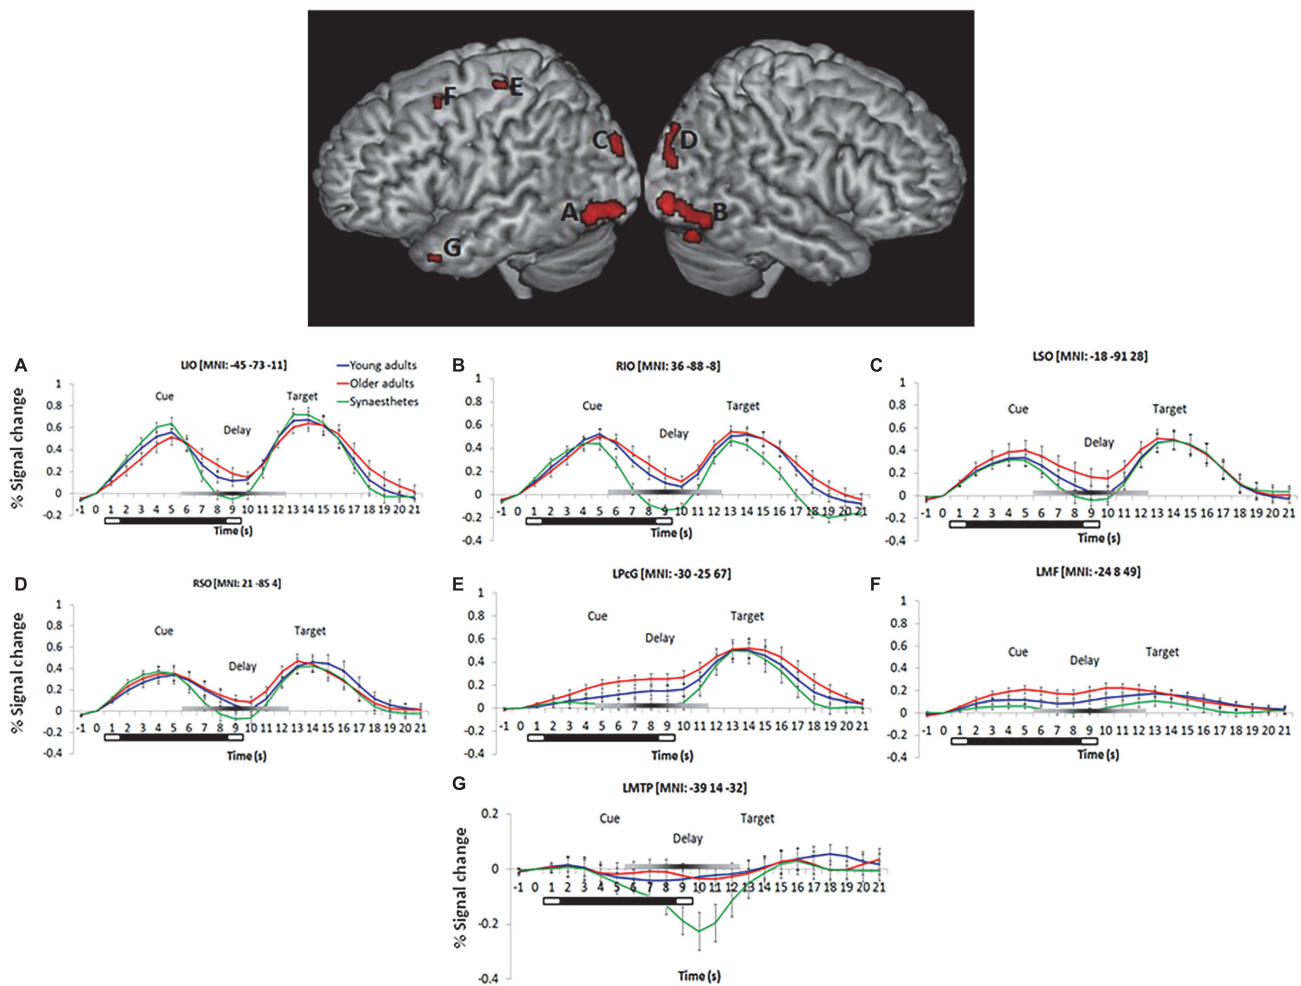 F E
C D
A B
G
A
LIO [MNI: -45 -73 -11]
Young adults
Older adults
Synaesthetes
Cue
Target
Delay
% Signal change
1
0.8
0.6
0.4
0.2
0
-0.2
-1 0 1 2 3 4 5 6 7 8 9 10 11 12 13 14 15 16 17 18 19 20 21
Time (s)
B
RIO [MNI: 36 -88 -8]
Cue
Target
Delay
1
0.8
0.6
0.4
0.2
0
-0.2
-0.4
-1 0 1 2 3 4 5 6 7 8 9 10 11 12 13 14 15 16 17 18 19 20 21
Time (s)
C
LSO [MNI: -18 -91 28]
Cue
Target
Delay
1
0.8
0.6
0.4
0.2
0
-0.2
-0.4
-1 0 1 2 3 4 5 6 7 8 9 10 11 12 13 14 15 16 17 18 19 20 21
Time (s)
D
RSO [MNI: 21 -85 4]
Cue
Target
Delay
% Signal change
1
0.8
0.6
0.4
0.2
0
-0.2
-0.4
-1 0 1 2 3 4 5 6 7 8 9 10 11 12 13 14 15 16 17 18 19 20 21
Time (s)
E
LPcG [MNI: -30 -25 67]
Cue
Target
Delay
1
0.8
0.6
0.4
0.2
0
-0.2
-0.4
-1 0 1 2 3 4 5 6 7 8 9 10 11 12 13 14 15 16 17 18 19 20 21
Time (s)
F
LMF [MNI: -24 8 49]
Cue
Target
Delay
1
0.8
0.6
0.4
0.2
0
-0.2
-0.4
-1 0 1 2 3 4 5 6 7 8 9 10 11 12 13 14 15 16 17 18 19 20 21
Time (s)
G
LMTP [MNI: -39 14 -32]
Cue
Target
Delay
% Signal change
0.2
0
-0.2
-0.4
-1 0 1 2 3 4 5 6 7 8 9 10 11 12 13 14 15 16 17 18 19 20 21
Time (s)